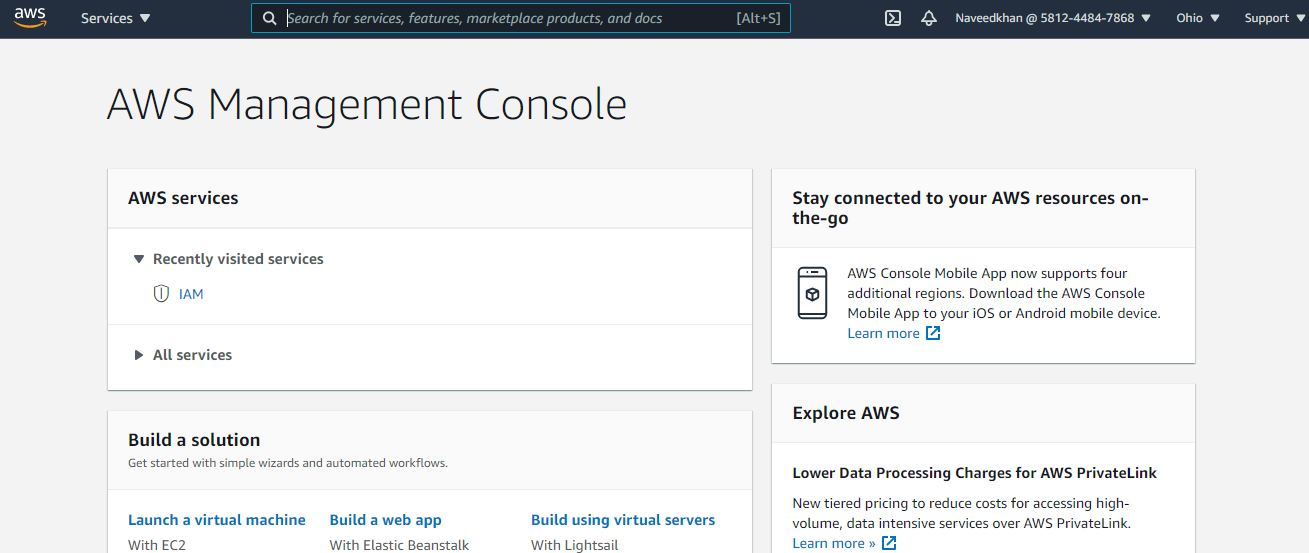 aws
Services
Search for services, features, marketplace products, and docs
[Alt+S]
Naveedkhan @ 5812-4484-7868
Ohio
Support
AWS Management Console
AWS services
Recently visited services
IAM
All services
Stay connected to your AWS resources on-
the-go
AWS Console Mobile App now supports four
additional regions. Download the AWS Console
Mobile App to your iOS or Android mobile device.
Learn more
Build a solution
Get started with simple wizards and automated workflows.
Launch a virtual machine
With EC2
Build a web app
With Elastic Beanstalk
Build using virtual servers
With Lightsail
Explore AWS
Lower Data Processing Charges for AWS PrivateLink
New tiered pricing to reduce costs for accessing high-
volume, data intensive services over AWS PrivateLink.
Learn more »